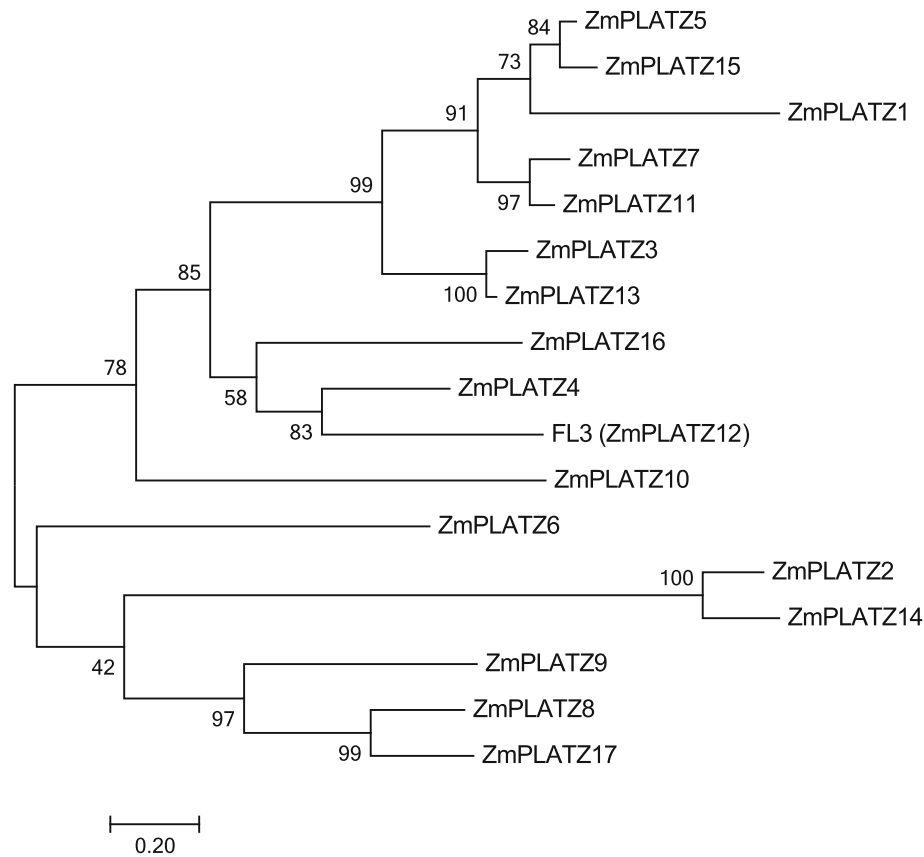 84 ZmPLATZ5
73 ZmPLATZ15
91 ZmPLATZ1
ZmPLATZ7
99
97 ZmPLATZ11
ZmPLATZ3
85
100 ZmPLATZ13
ZmPLATZ16
78
58 ZmPLATZ4
83 FL3 (ZmPLATZ12)
ZmPLATZ10
ZmPLATZ6
100 ZmPLATZ2
ZmPLATZ14
42 ZmPLATZ9
97 ZmPLATZ8
99 ZmPLATZ17
0.20